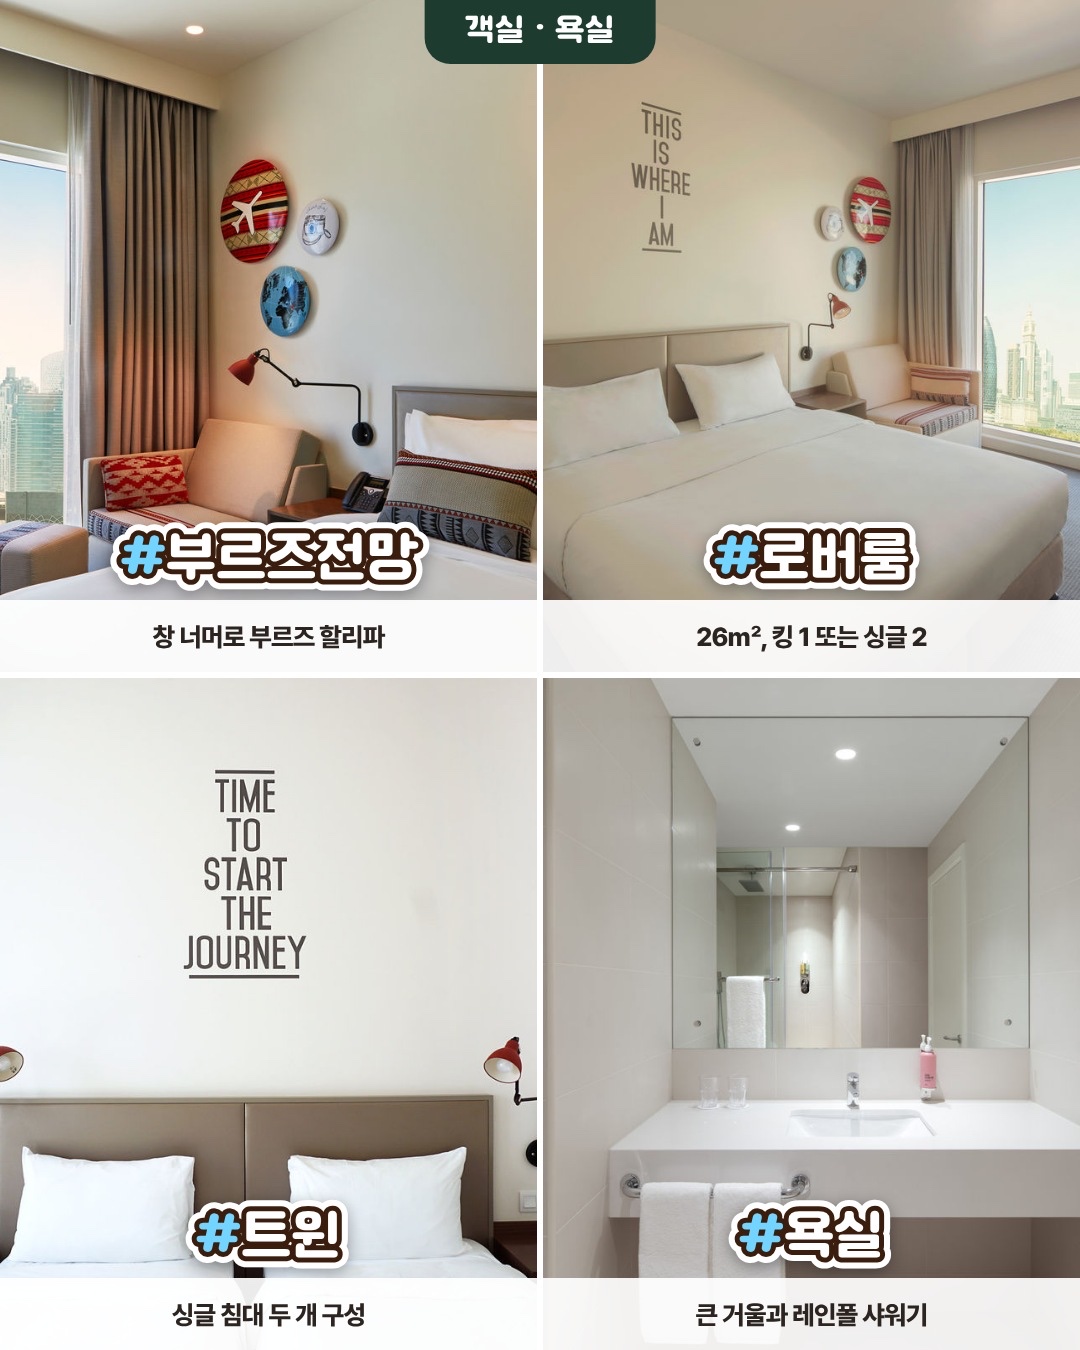 객실 · 욕실
THIS
IS
WHERE
I
AM
#부르즈전망
창 너머로 부르즈 할리파
#로버룸
26m², 킹 1 또는 싱글 2
TIME
TO
START
THE
JOURNEY
#트윈
싱글 침대 두 개 구성
#욕실
큰 거울과 레인폴 샤워기